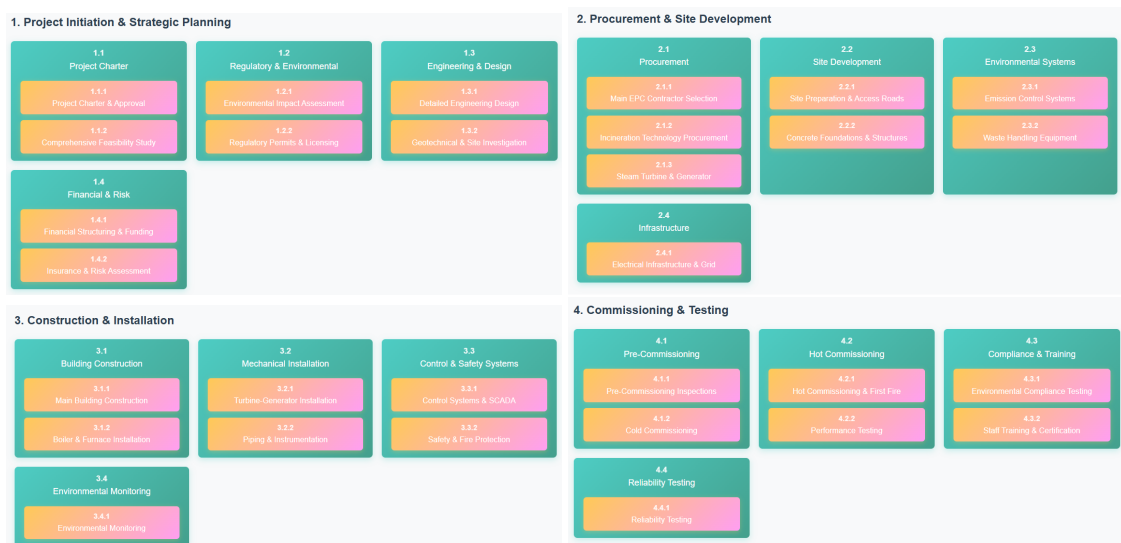 1. Project Initiation & Strategic Planning
1.1
Project Charter
1.1.1
Project Charter & Approval
1.1.2
Comprehensive Feasibility Study
1.2
Regulatory & Environmental
1.2.1
Environmental Impact Assessment
1.2.2
Regulatory Permits & Licensing
1.3
Engineering & Design
1.3.1
Detailed Engineering Design
1.3.2
Geotechnical & Site Investigation
1.4
Financial & Risk
1.4.1
Financial Structuring & Funding
1.4.2
Insurance & Risk Assessment
2. Procurement & Site Development
2.1
Procurement
2.1.1
Main EPC Contractor Selection
2.1.2
Incineration Technology Procurement
2.1.3
Steam Turbine & Generator
2.2
Site Development
2.2.1
Site Preparation & Access Roads
2.2.2
Concrete Foundations & Structures
2.3
Environmental Systems
2.3.1
Emission Control Systems
2.3.2
Waste Handling Equipment
2.4
Infrastructure
2.4.1
Electrical Infrastructure & Grid
3. Construction & Installation
3.1
Building Construction
3.1.1
Main Building Construction
3.1.2
Boiler & Furnace Installation
3.2
Mechanical Installation
3.2.1
Turbine-Generator Installation
3.2.2
Piping & Instrumentation
3.3
Control & Safety Systems
3.3.1
Control Systems & SCADA
3.3.2
Safety & Fire Protection
3.4
Environmental Monitoring
3.4.1
Environmental Monitoring
4. Commissioning & Testing
4.1
Pre-Commissioning
4.1.1
Pre-Commissioning Inspections
4.1.2
Cold Commissioning
4.2
Hot Commissioning
4.2.1
Hot Commissioning & First Fire
4.2.2
Performance Testing
4.3
Compliance & Training
4.3.1
Environmental Compliance Testing
4.3.2
Staff Training & Certification
4.4
Reliability Testing
4.4.1
Reliability Testing